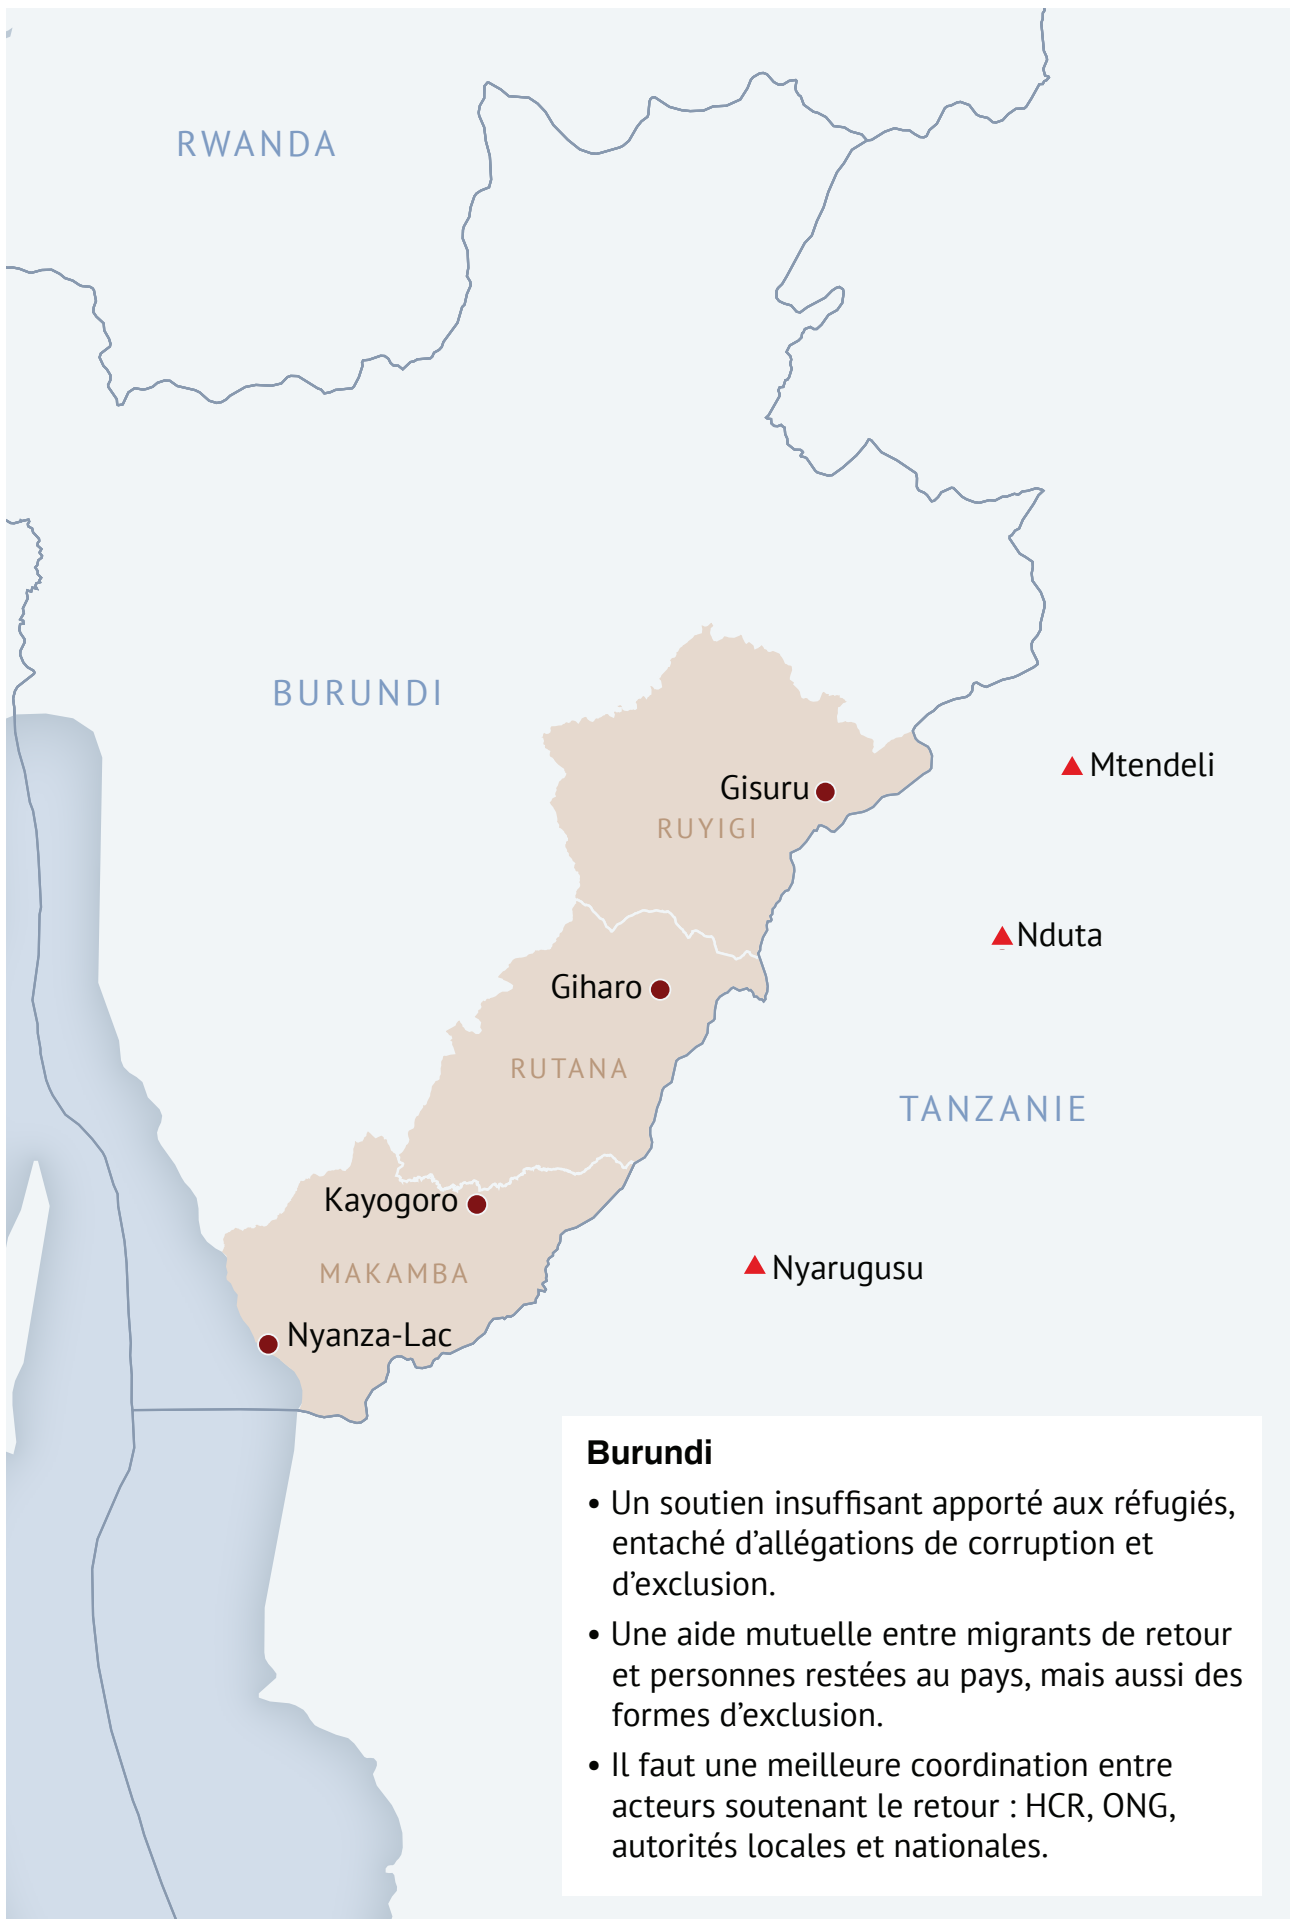 RWANDA
BURUNDI
Mtendeli
Gisuru
RUYIGI
Nduta
Giharo
RUTANA
TANZANIE
Kayogoro
MAKAMBA
Nyarugusu
Nyanza-Lac
Burundi
• Un soutien insuffisant apporté aux réfugiés,
entaché d’allégations de corruption et
d’exclusion.
• Une aide mutuelle entre migrants de retour
et personnes restées au pays, mais aussi des
formes d’exclusion.
• Il faut une meilleure coordination entre
acteurs soutenant le retour : HCR, ONG,
autorités locales et nationales.